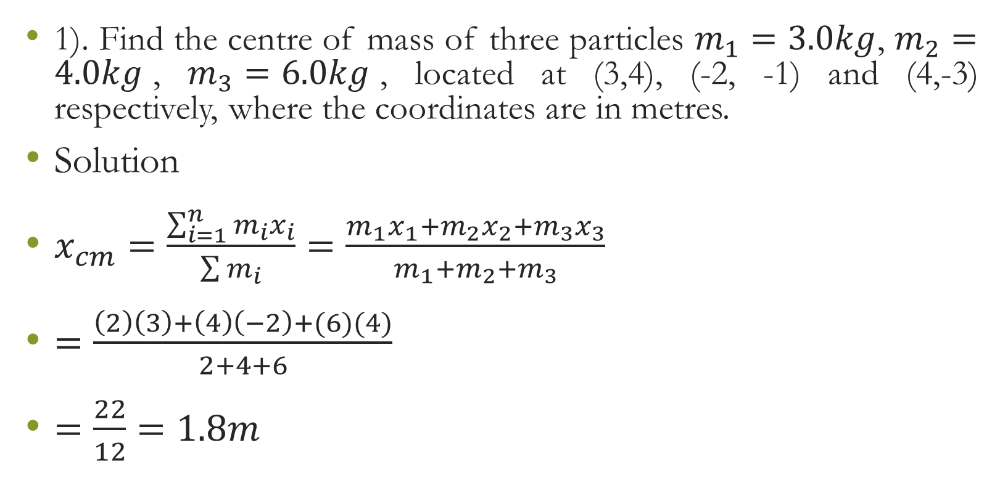 • 1). Find the centre of mass of three particles m₁ = 3.0kg, m₂ =
4.0kg , m₃ = 6.0kg , located at (3,4), (-2, -1) and (4,-3)
respectively, where the coordinates are in metres.
• Solution
• x_{cm} = \frac{\sum_{i=1}^{n} m_i x_i}{\sum m_i} = \frac{m_1x_1+m_2x_2+m_3x_3}{m_1+m_2+m_3}
• = \frac{(2)(3)+(4)(−2)+(6)(4)}{2+4+6}
• = \frac{22}{12} = 1.8m